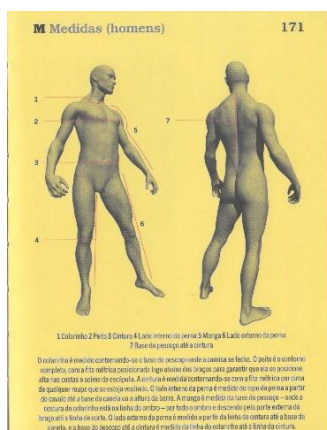 M Medidas (homens)
171
1
2
3
4
5
6
7
1 Colarinho 2 Peito 3 Cintura 4 Lado interno da perna 5 Manga 6 Lado externo da perna
7 Base do pescoço até a cintura
O colarinho é medido contornando-se a base do pescoço onde a camisa se fecha. O peito é o contorno
completo, com a fita métrica posicionada logo abaixo dos braços para garantir que ela se posicione
alta nas costas e acima da escápula. A cintura é medida contornando-se com a fita métrica por cima
de qualquer roupa que se esteja vestindo. O lado interno da perna é medido do topo da perna a partir
do cavalo até a base da canela ou a altura da barra. A manga é medida da base do pescoço – onde a
costura do colarinho está na linha do ombro – por todo o ombro e descendo pela parte externa do
braço até a linha de corte. O lado externo da perna é medido a partir da linha da cintura até a base da
canela, e a base do pescoço até a cintura é medida da linha do colarinho até a linha da cintura.